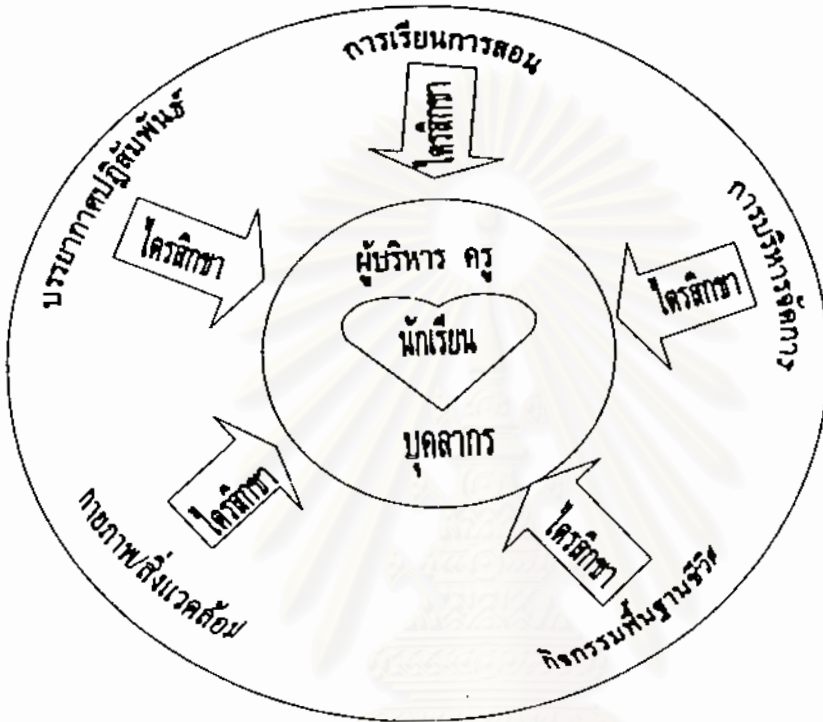 การเรียนการสอน
ไตรสิกขา
บรรยากาศปฏิสัมพันธ์
ไตรสิกขา
การบริหารจัดการ
ไตรสิกขา
ผู้บริหาร ครู
นักเรียน
บุคลากร
ไตรสิกขา
กายภาพ/สิ่งแวดล้อม
ไตรสิกขา
กิจกรรมพื้นฐานชีวิต